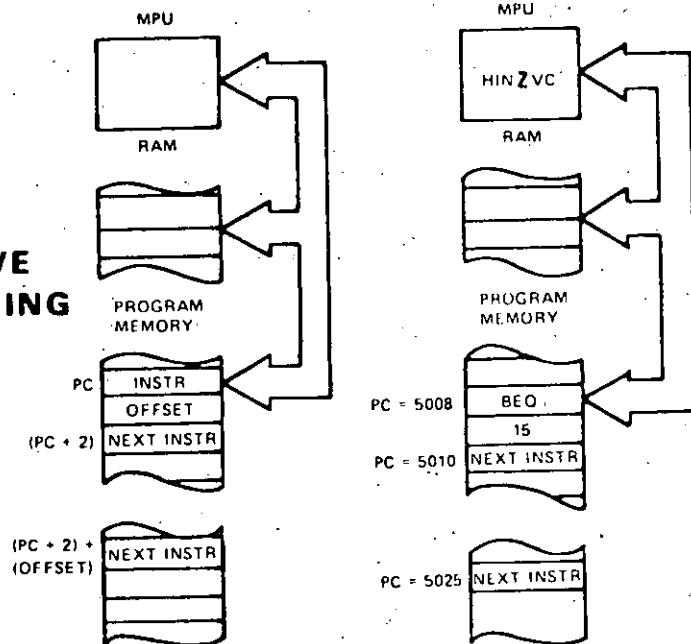 MPU
RAM
VE
ING
PROGRAM
MEMORY
PC
INSTR
OFFSET
(PC + 2)
NEXT INSTR
(PC + 2) +
(OFFSET)
NEXT INSTR
MPU
HINZVC
RAM
PROGRAM
MEMORY
PC = 5008
BEQ
15
PC = 5010
NEXT INSTR
PC = 5025
NEXT INSTR